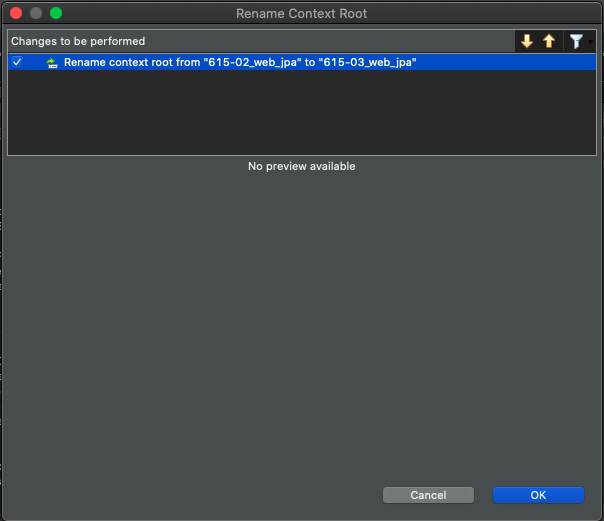 Rename Context Root
Changes to be performed
Rename context root from "615-02_web_jpa" to "615-03_web_jpa"
No preview available
Cancel
OK